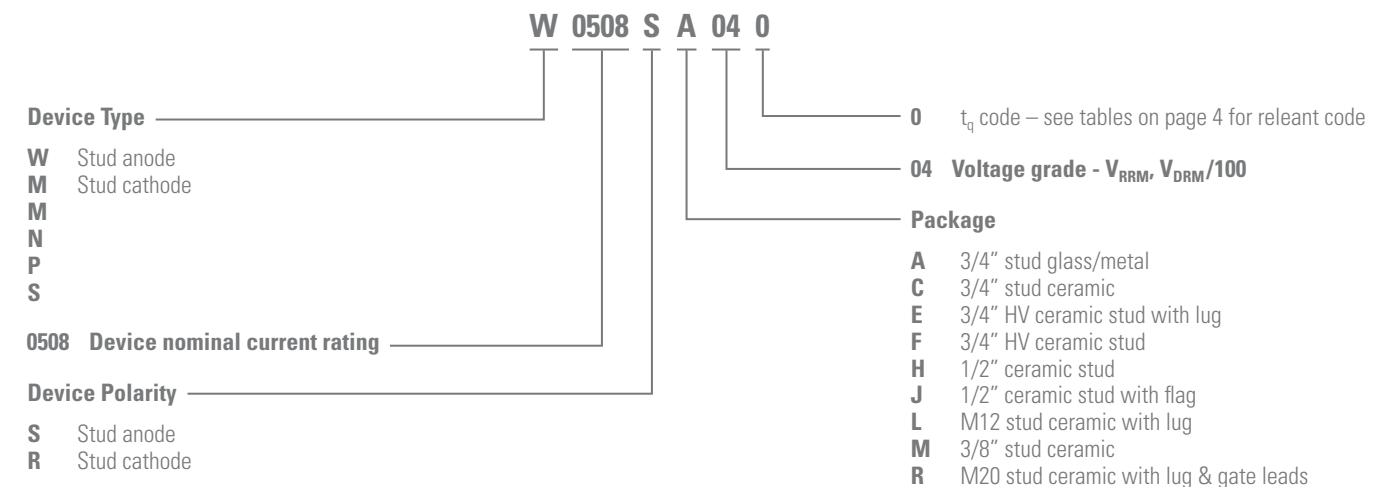 W 0508 S A 04 0
Device Type
W Stud anode
M Stud cathode
M
N
P
S
0508 Device nominal current rating
Device Polarity
S Stud anode
R Stud cathode
0 tq code – see tables on page 4 for releant code
04 Voltage grade - VRRM, VDRM/100
Package
A 3/4” stud glass/metal
C 3/4” stud ceramic
E 3/4” HV ceramic stud with lug
F 3/4” HV ceramic stud
H 1/2” ceramic stud
J 1/2” ceramic stud with flag
L M12 stud ceramic with lug
M 3/8” stud ceramic
R M20 stud ceramic with lug & gate leads